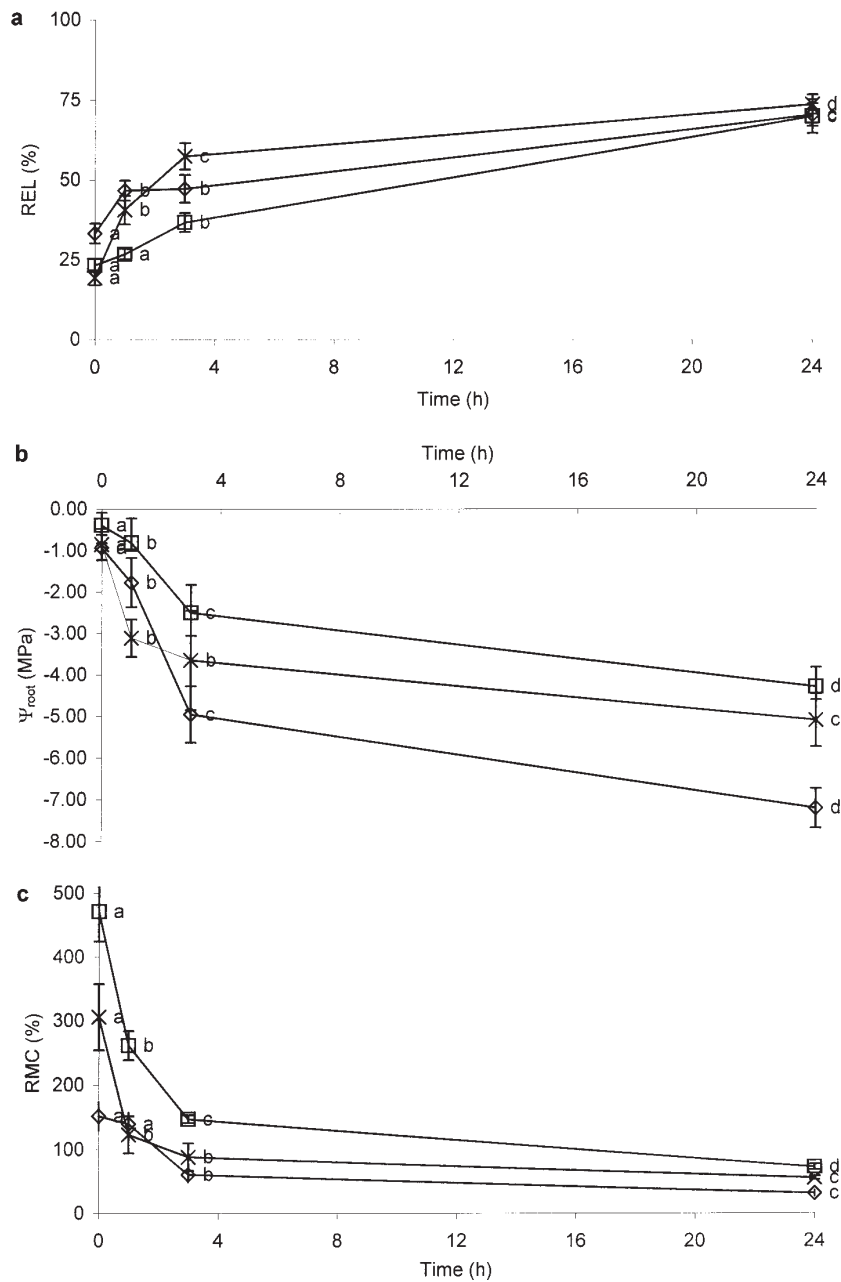 a
100
75
50
25
0
REL (%)
d
c
c
c
b
b
b
b
a
a
a
a
0 4 8 12 16 20 24
Time (h)
b
Time (h)
0 4 8 12 16 20 24
0.00
-1.00
-2.00
-3.00
-4.00
-5.00
-6.00
-7.00
-8.00
Ψroot (MPa)
a
b
a
a
b
b
c
b
c
d
c
d
c
500
400
300
200
100
0
RMC (%)
a
a
b
a
a
b
c
b
b
d
c
c
0 4 8 12 16 20 24
Time (h)